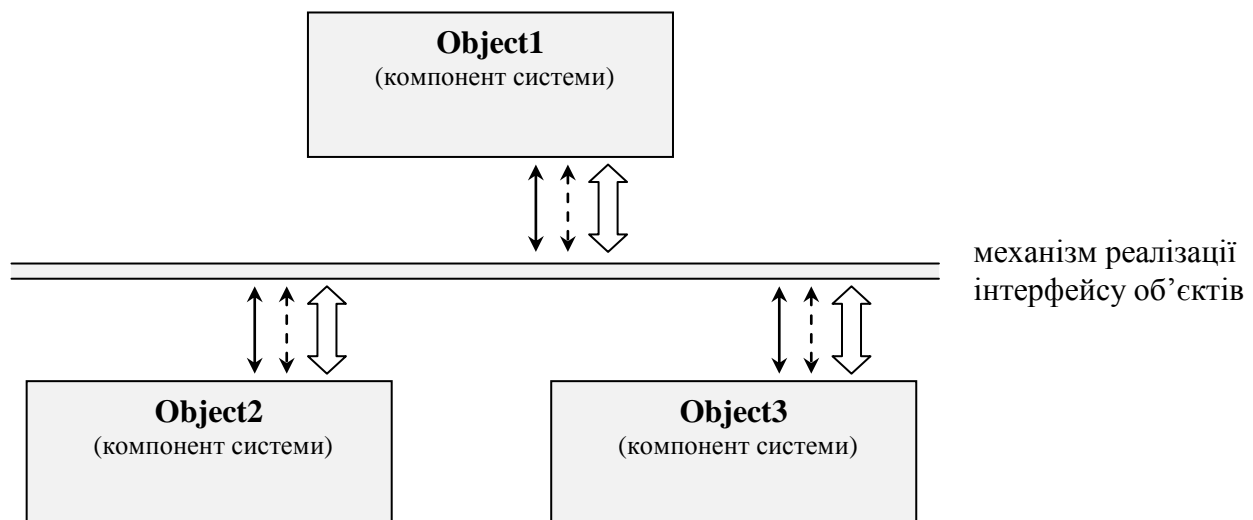 Object1
(компонент системи)
механізм реалізації
інтерфейсу об’єктів
Object2
(компонент системи)
Object3
(компонент системи)